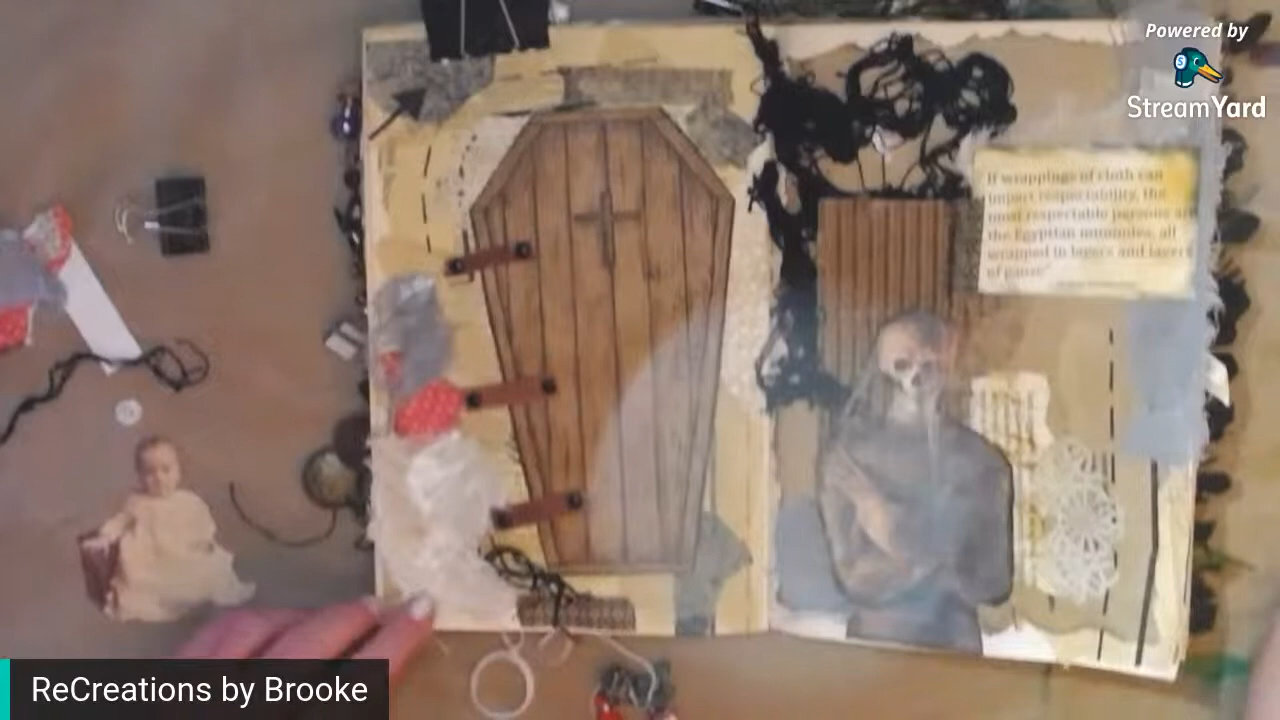 Powered by
StreamYard
If wrappings of cloth can
impart respectability, the
most respectable persons are
the Egyptian mummies, all
wrapped in layers and layers
of gauze"
ReCreations by Brooke